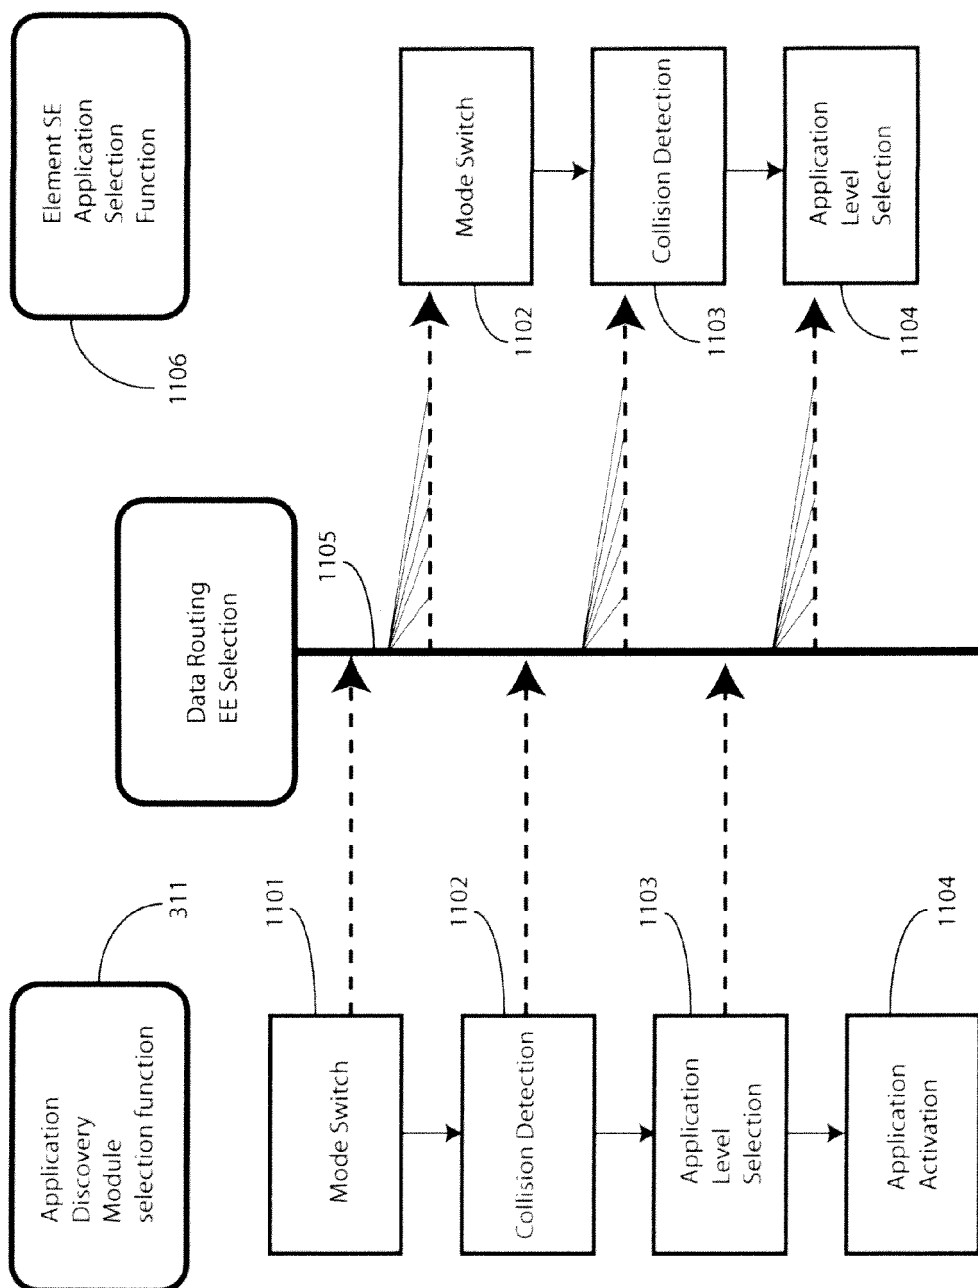 Application
Discovery
Module
selection function
311
Data Routing
EE Selection
1105
Element SE
Application
Selection
Function
1106
Mode Switch
1101
Collision Detection
1102
Application
Level
Selection
1103
Application
Activation
1104
Mode Switch
1102
Collision Detection
1103
Application
Level
Selection
1104